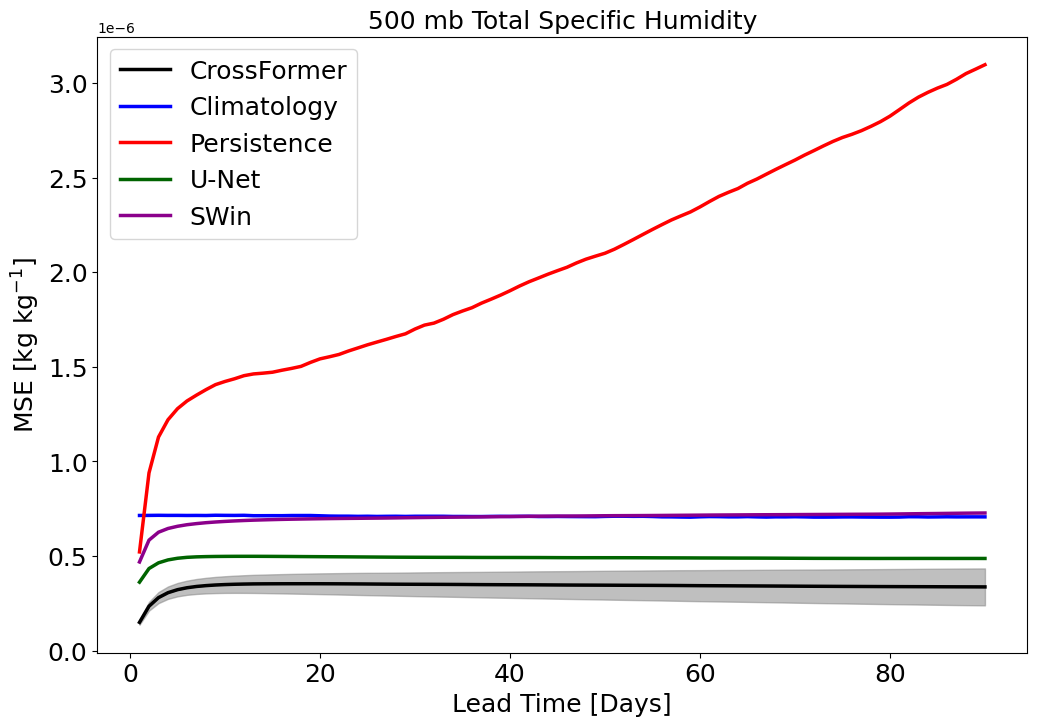 500 mb Total Specific Humidity
1e−6
CrossFormer
Climatology
Persistence
U-Net
SWin
MSE [kg kg⁻¹]
3.0
2.5
2.0
1.5
1.0
0.5
0.0
0 20 40 60 80
Lead Time [Days]